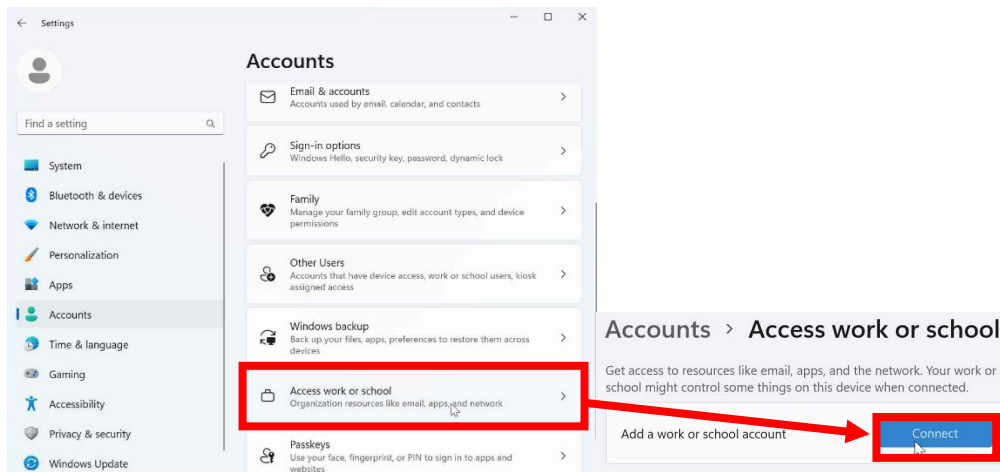 Settings
Accounts
Find a setting
System
Bluetooth & devices
Network & internet
Personalization
Apps
Accounts
Time & language
Gaming
Accessibility
Privacy & security
Windows Update
Email & accounts
Accounts used by email, calendar, and contacts
Sign-in options
Windows Hello, security key, password, dynamic lock
Family
Manage your family group, edit account types, and device
permissions
Other Users
Accounts that have device access, work or school users, kiosk
assigned access
Windows backup
Back up your files, apps, preferences to restore them across
devices
Access work or school
Organization resources like email, apps, and network
Passkeys
Use your face, fingerprint, or PIN to sign in to apps and
websites
Accounts > Access work or school
Get access to resources like email, apps, and the network. Your work or
school might control some things on this device when connected.
Add a work or school account
Connect